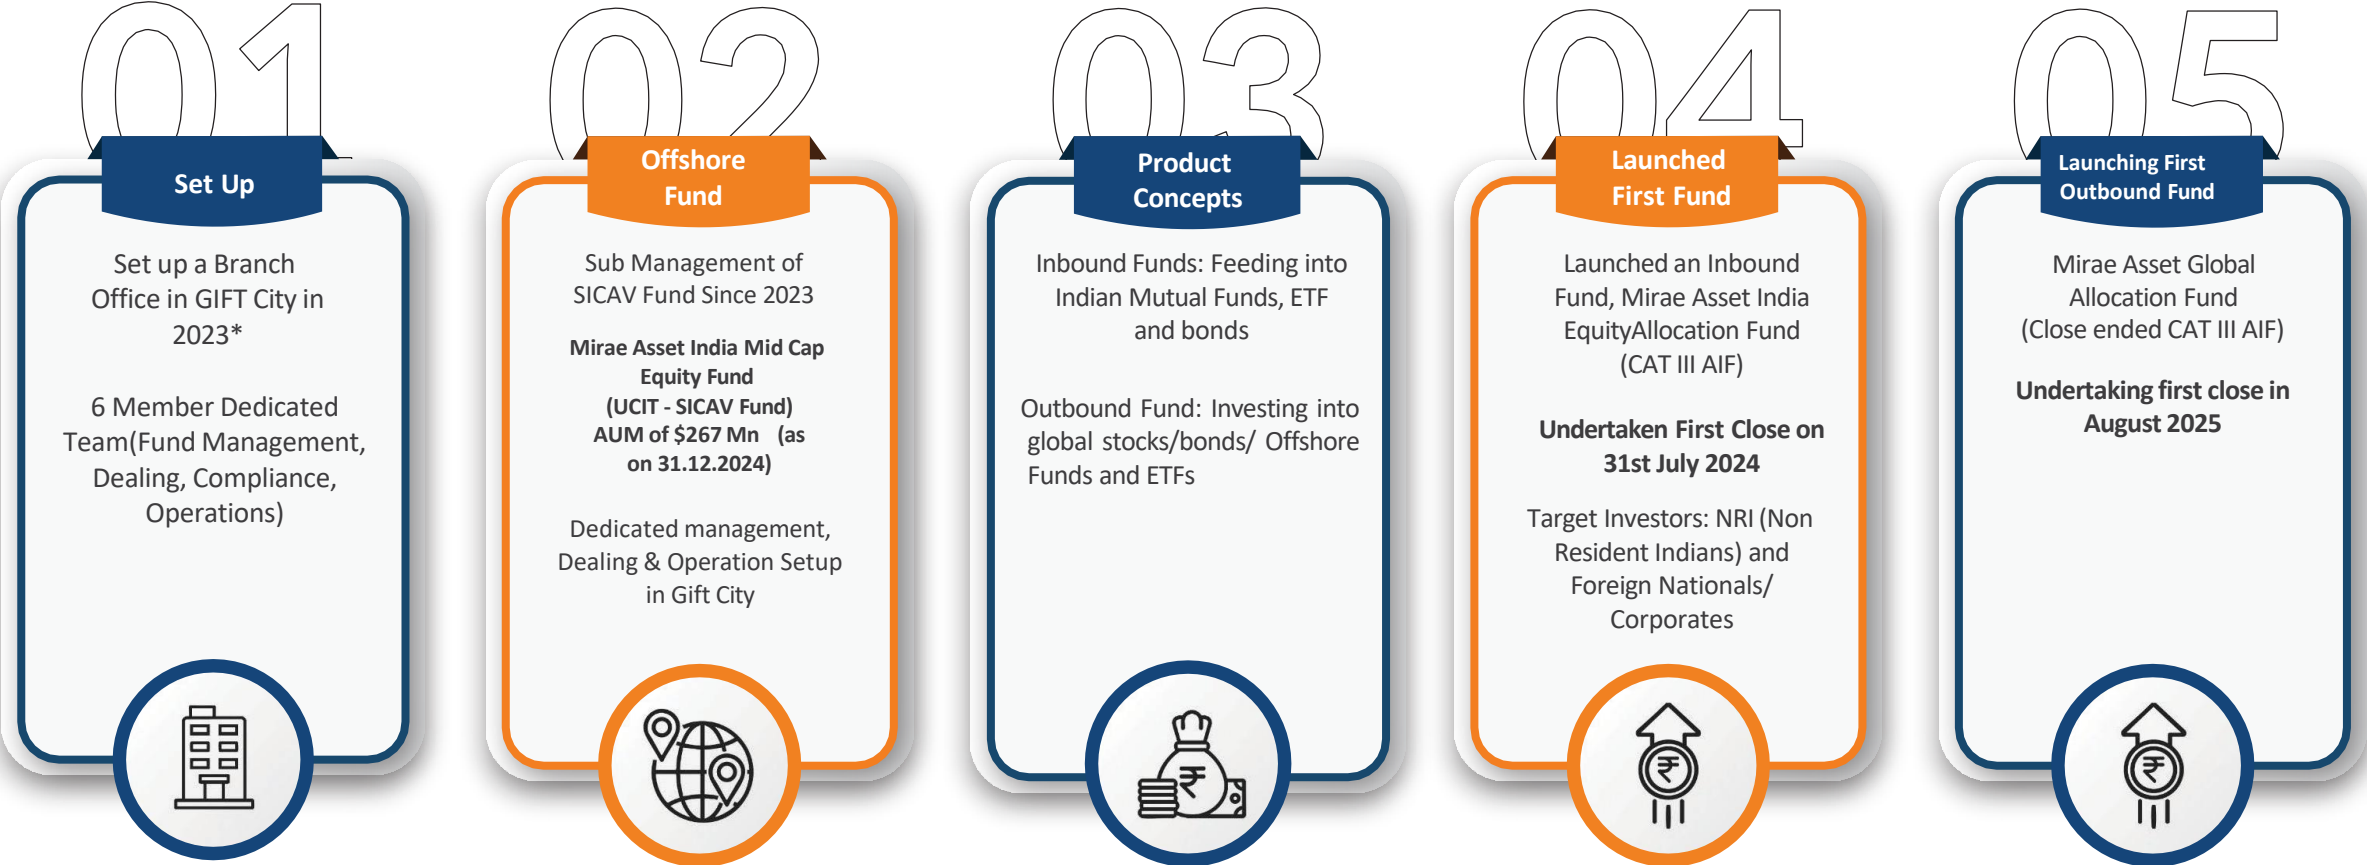 01
Set Up
Set up a Branch
Office in GIFT City in
2023*
6 Member Dedicated
Team(Fund Management,
Dealing, Compliance,
Operations)
02
Offshore
Fund
Sub Management of
SICAV Fund Since 2023
Mirae Asset India Mid Cap
Equity Fund
(UCIT - SICAV Fund)
AUM of $267 Mn (as
on 31.12.2024)
Dedicated management,
Dealing & Operation Setup
in Gift City
03
Product
Concepts
Inbound Funds: Feeding into
Indian Mutual Funds, ETF
and bonds
Outbound Fund: Investing into
global stocks/bonds/ Offshore
Funds and ETFs
₹
04
Launched
First Fund
Launched an Inbound
Fund, Mirae Asset India
EquityAllocation Fund
(CAT III AIF)
Undertaken First Close on
31st July 2024
Target Investors: NRI (Non
Resident Indians) and
Foreign Nationals/
Corporates
₹
05
Launching First
Outbound Fund
Mirae Asset Global
Allocation Fund
(Close ended CAT III AIF)
Undertaking first close in
August 2025
₹